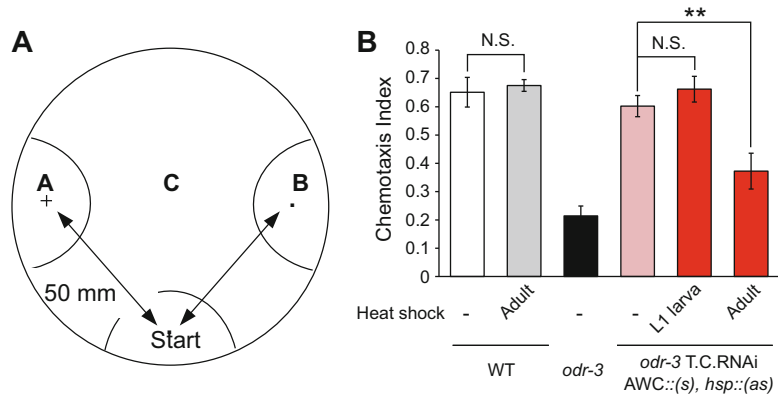 A
A
C
B
+
50 mm
Start
B
Chemotaxis Index
0.8
0.7
0.6
0.5
0.4
0.3
0.2
0.1
0
N.S.
N.S.
**
Heat shock
-
Adult
-
-
L1 larva
Adult
WT
odr-3
odr-3 T.C.RNAi
AWC::(s), hsp::(as)